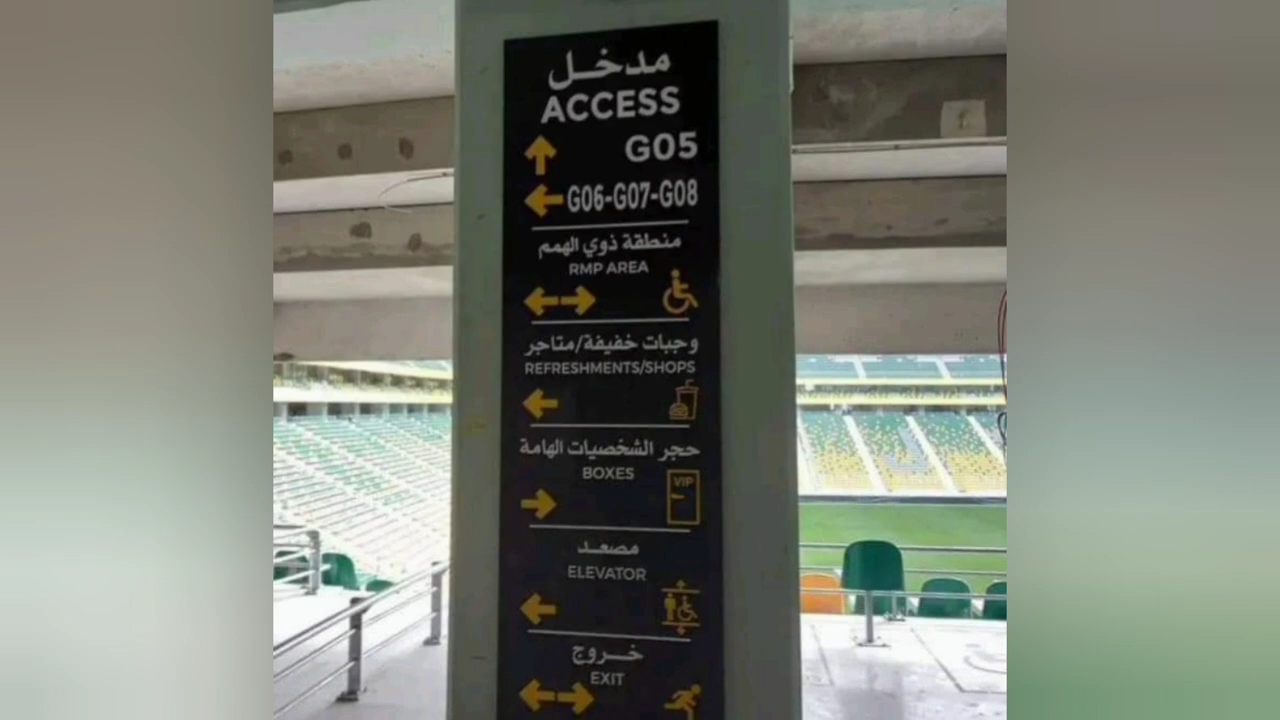 مدخل
ACCESS
G05
G06-G07-G08
منطقة ذوي الهمم
RMP AREA
وجبات خفيفة/متاجر
REFRESHMENTS/SHOPS
حجر الشخصيات الهامة
BOXES
VIP
مصعد
ELEVATOR
خروج
EXIT